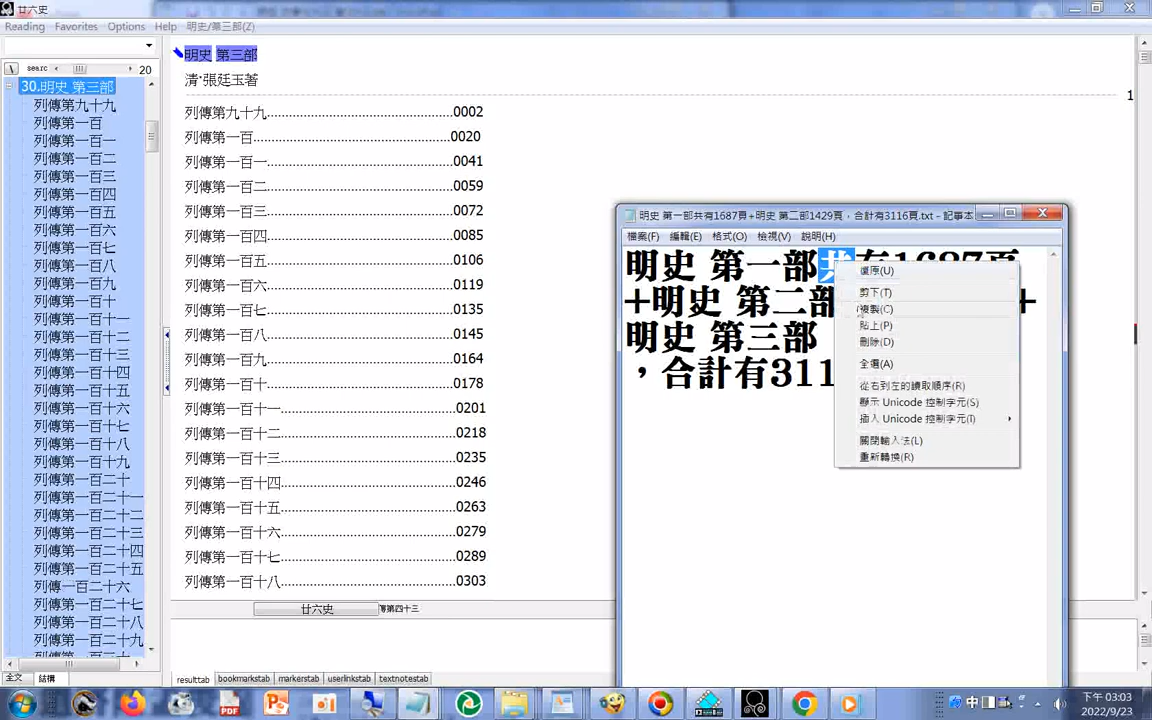 廿六史
Reading Favorites Options Help 明史/第三部(Z)
searc
20
30.明史 第三部
列傳第九十九
列傳第一百
列傳第一百一
列傳第一百二
列傳第一百三
列傳第一百四
列傳第一百五
列傳第一百六
列傳第一百七
列傳第一百八
列傳第一百九
列傳第一百十
列傳第一百十一
列傳第一百十二
列傳第一百十三
列傳第一百十四
列傳第一百十五
列傳第一百十六
列傳第一百十七
列傳第一百十八
列傳第一百十九
列傳第一百二十
列傳第一百二十一
列傳第一百二十二
列傳第一百二十三
列傳第一百二十四
列傳第一百二十五
列傳一百二十六
列傳第一百二十七
列傳第一百二十八
列傳第一百二十九
全文 結構
明史 第三部
清‧張廷玉著
1
列傳第九十九...........................................0002
列傳第一百...........................................0020
列傳第一百一...........................................0041
列傳第一百二...........................................0059
列傳第一百三...........................................0072
列傳第一百四...........................................0085
列傳第一百五...........................................0106
列傳第一百六...........................................0119
列傳第一百七...........................................0135
列傳第一百八...........................................0145
列傳第一百九...........................................0164
列傳第一百十...........................................0178
列傳第一百十一........................................0201
列傳第一百十二........................................0218
列傳第一百十三........................................0235
列傳第一百十四........................................0246
列傳第一百十五........................................0263
列傳第一百十六........................................0279
列傳第一百十七........................................0289
列傳第一百十八........................................0303
廿六史
傳第四十三
resulttab bookmarkstab markerstab userlinkstab textnotestab
明史 第一部共有1687頁+明史 第二部1429頁，合計有3116頁.txt - 記事本
檔案(F) 編輯(E) 格式(O) 檢視(V) 說明(H)
明史 第一部共有1687頁
+明史 第二部 +
明史 第三部
，合計有311
復原(U)
剪下(T)
複製(C)
貼上(P)
刪除(D)
全選(A)
從右到左的讀取順序(R)
顯示 Unicode 控制字元(S)
插入 Unicode 控制字元(I)
關閉輸入法(L)
重新轉換(R)
中
下午 03:03
2022/9/23